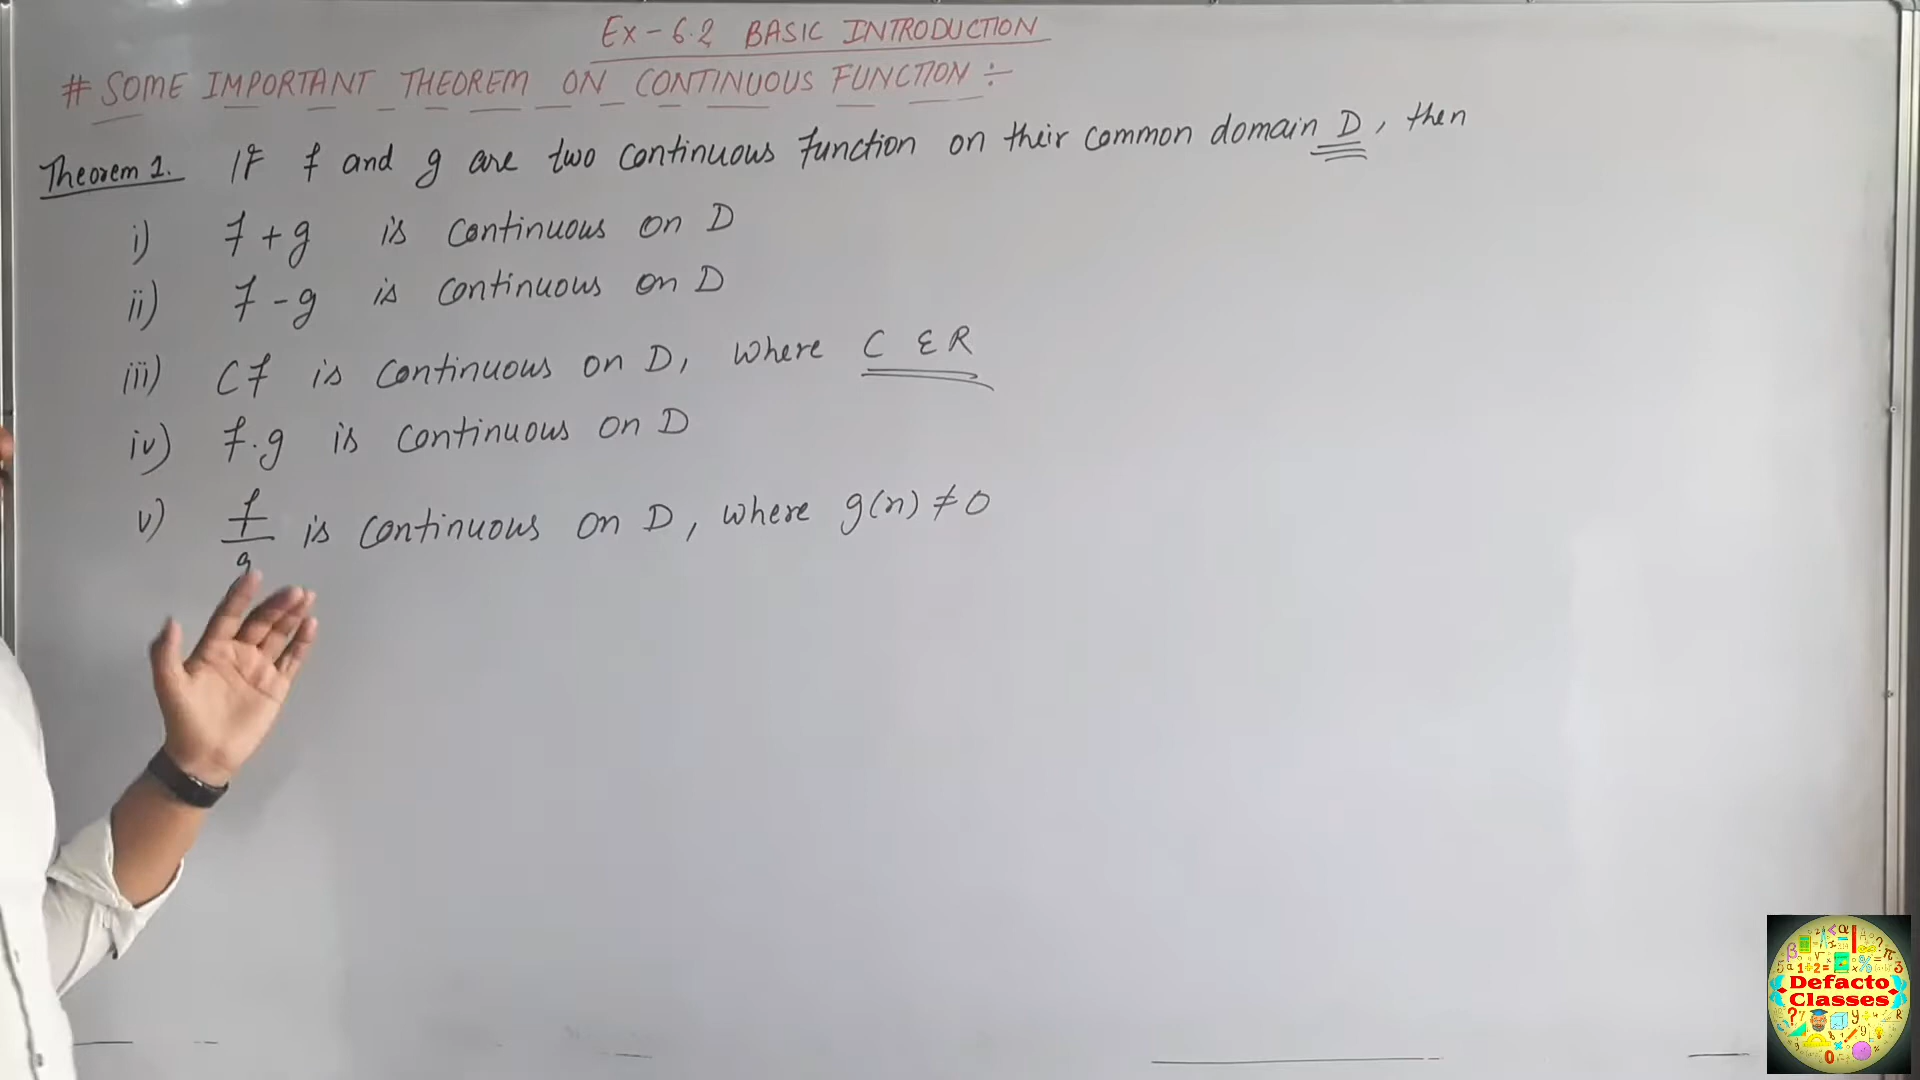 Ex-6.2 BASIC INTRODUCTION
# SOME IMPORTANT THEOREM ON CONTINUOUS FUNCTION ÷
Theorem 1. IF f and g are two continuous function on their common domain D, then
i) f + g is continuous on D
ii) f - g is continuous on D
iii) Cf is continuous on D, where C ∈ R
iv) f.g is continuous on D
v) f/g is continuous on D, where g(n) ≠ 0
Defacto
Classes